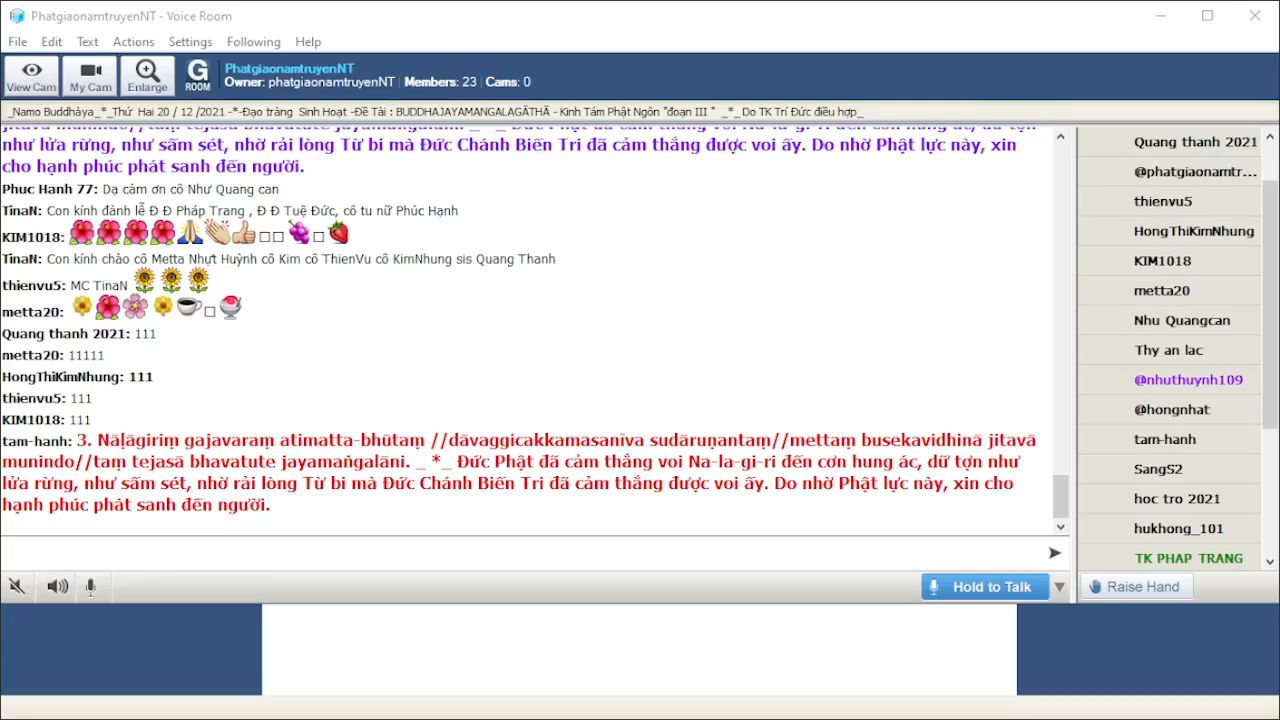 PhatgiaonamtruyenNT - Voice Room
File Edit Text Actions Settings Following Help
View Cam My Cam Enlarge G ROOM
PhatgiaonamtruyenNT
Owner: phatgiaonamtruyenNT Members: 23 Cams: 0
_Namo Buddhàya_*_Thứ Hai 20 / 12 /2021 -*-Đạo tràng Sinh Hoạt -Đề Tài : BUDDHAJAYAMANGALAGĀTHĀ - Kinh Tám Phật Ngôn "đoạn III " _*_ Do TK Trí Đức điều hợp_
như lửa rừng, như sấm sét, nhờ rải lòng Từ bi mà Đức Chánh Biến Tri đã cảm thắng được voi ấy. Do nhờ Phật lực này, xin
cho hạnh phúc phát sanh đến người.
Phuc Hanh 77: Dạ cảm ơn cô Như Quang can
TinaN: Con kính đảnh lễ Đ Đ Pháp Trang , Đ Đ Tuệ Đức, cô tu nữ Phúc Hạnh
KIM1018:
TinaN: Con kính chào cô Metta Nhựt Huỳnh cô Kim cô ThienVu cô KimNhung sis Quang Thanh
thienvu5: MC TinaN
metta20:
Quang thanh 2021: 111
metta20: 11111
HongThiKimNhung: 111
thienvu5: 111
KIM1018: 111
tam-hanh: 3. Nāḷāgiriṃ gajavaraṃ atimatta-bhūtaṃ //dāvaggicakkamasanīva sudāruṇantaṃ//mettaṃ busekavidhinā jitavā
munindo//taṃ tejasā bhavatute jayamaṅgalāni. _ *_ Đức Phật đã cảm thắng voi Na-la-gi-ri đến cơn hung ác, dữ tợn như
lửa rừng, như sấm sét, nhờ rải lòng Từ bi mà Đức Chánh Biến Tri đã cảm thắng được voi ấy. Do nhờ Phật lực này, xin cho
hạnh phúc phát sanh đến người.
Hold to Talk
Quang thanh 2021
@phatgiaonamtr...
thienvu5
HongThiKimNhung
KIM1018
metta20
Nhu Quangcan
Thy an lac
@nhuthuynh109
@hongnhat
tam-hanh
SangS2
hoc tro 2021
hukhong_101
TK PHAP TRANG
Raise Hand